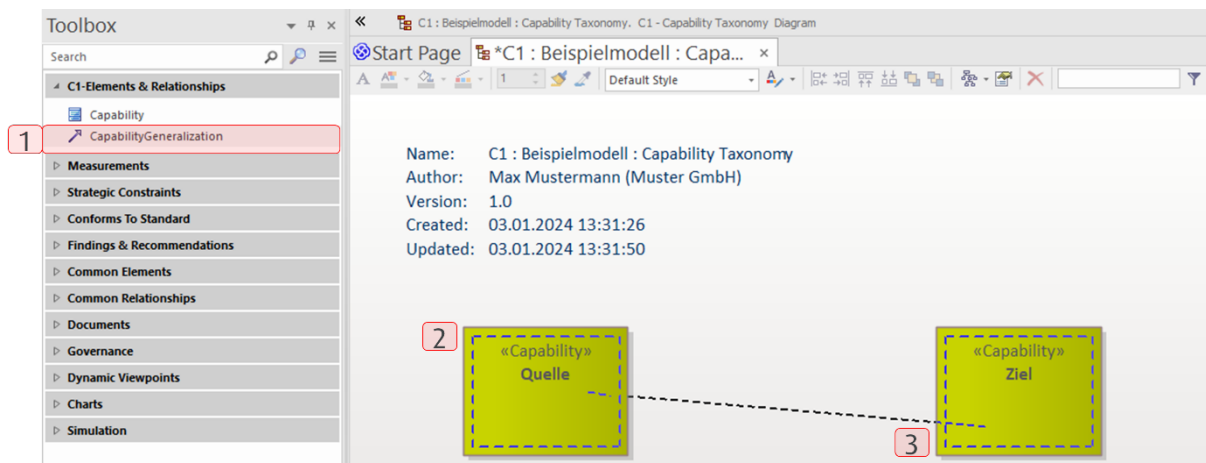 Toolbox
Search
C1-Elements & Relationships
Capability
1
CapabilityGeneralization
Measurements
Strategic Constraints
Conforms To Standard
Findings & Recommendations
Common Elements
Common Relationships
Documents
Governance
Dynamic Viewpoints
Charts
Simulation
C1 : Beispielmodell : Capability Taxonomy. C1 - Capability Taxonomy Diagram
Start Page *C1 : Beispielmodell : Capa... ×
A 1 Default Style
Name: C1 : Beispielmodell : Capability Taxonomy
Author: Max Mustermann (Muster GmbH)
Version: 1.0
Created: 03.01.2024 13:31:26
Updated: 03.01.2024 13:31:50
2
«Capability»
Quelle
«Capability»
Ziel
3